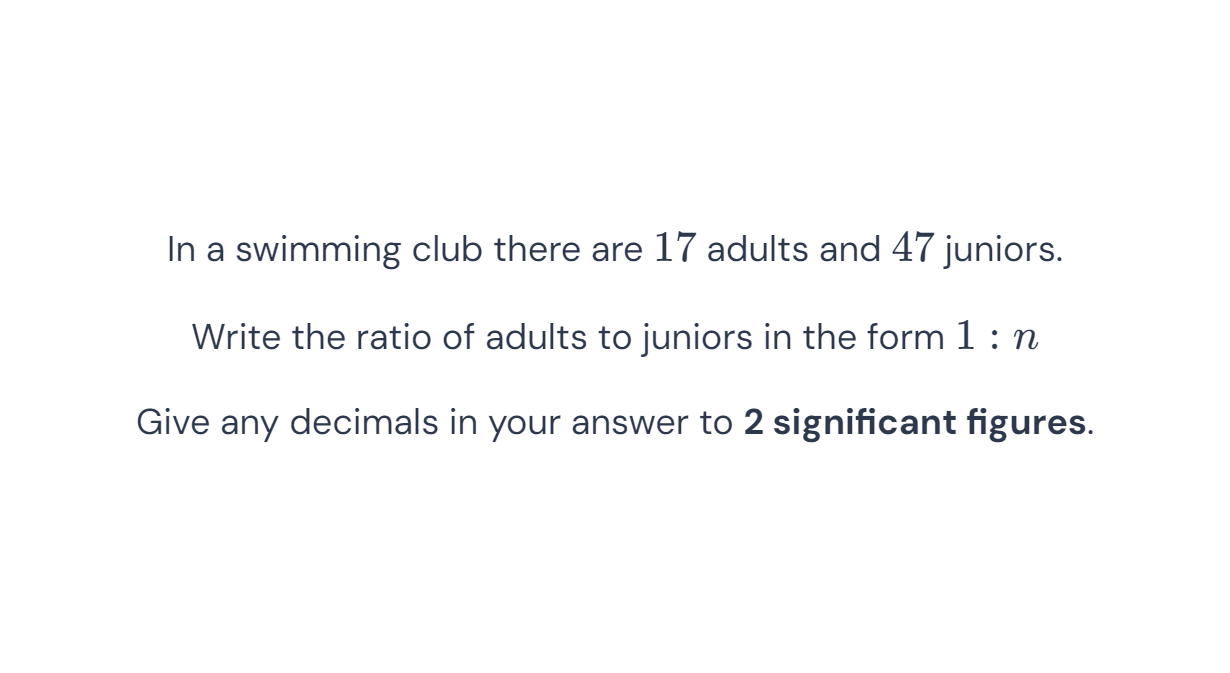 In a swimming club there are 17 adults and 47 juniors.
Write the ratio of adults to juniors in the form 1 : n
Give any decimals in your answer to 2 significant figures.